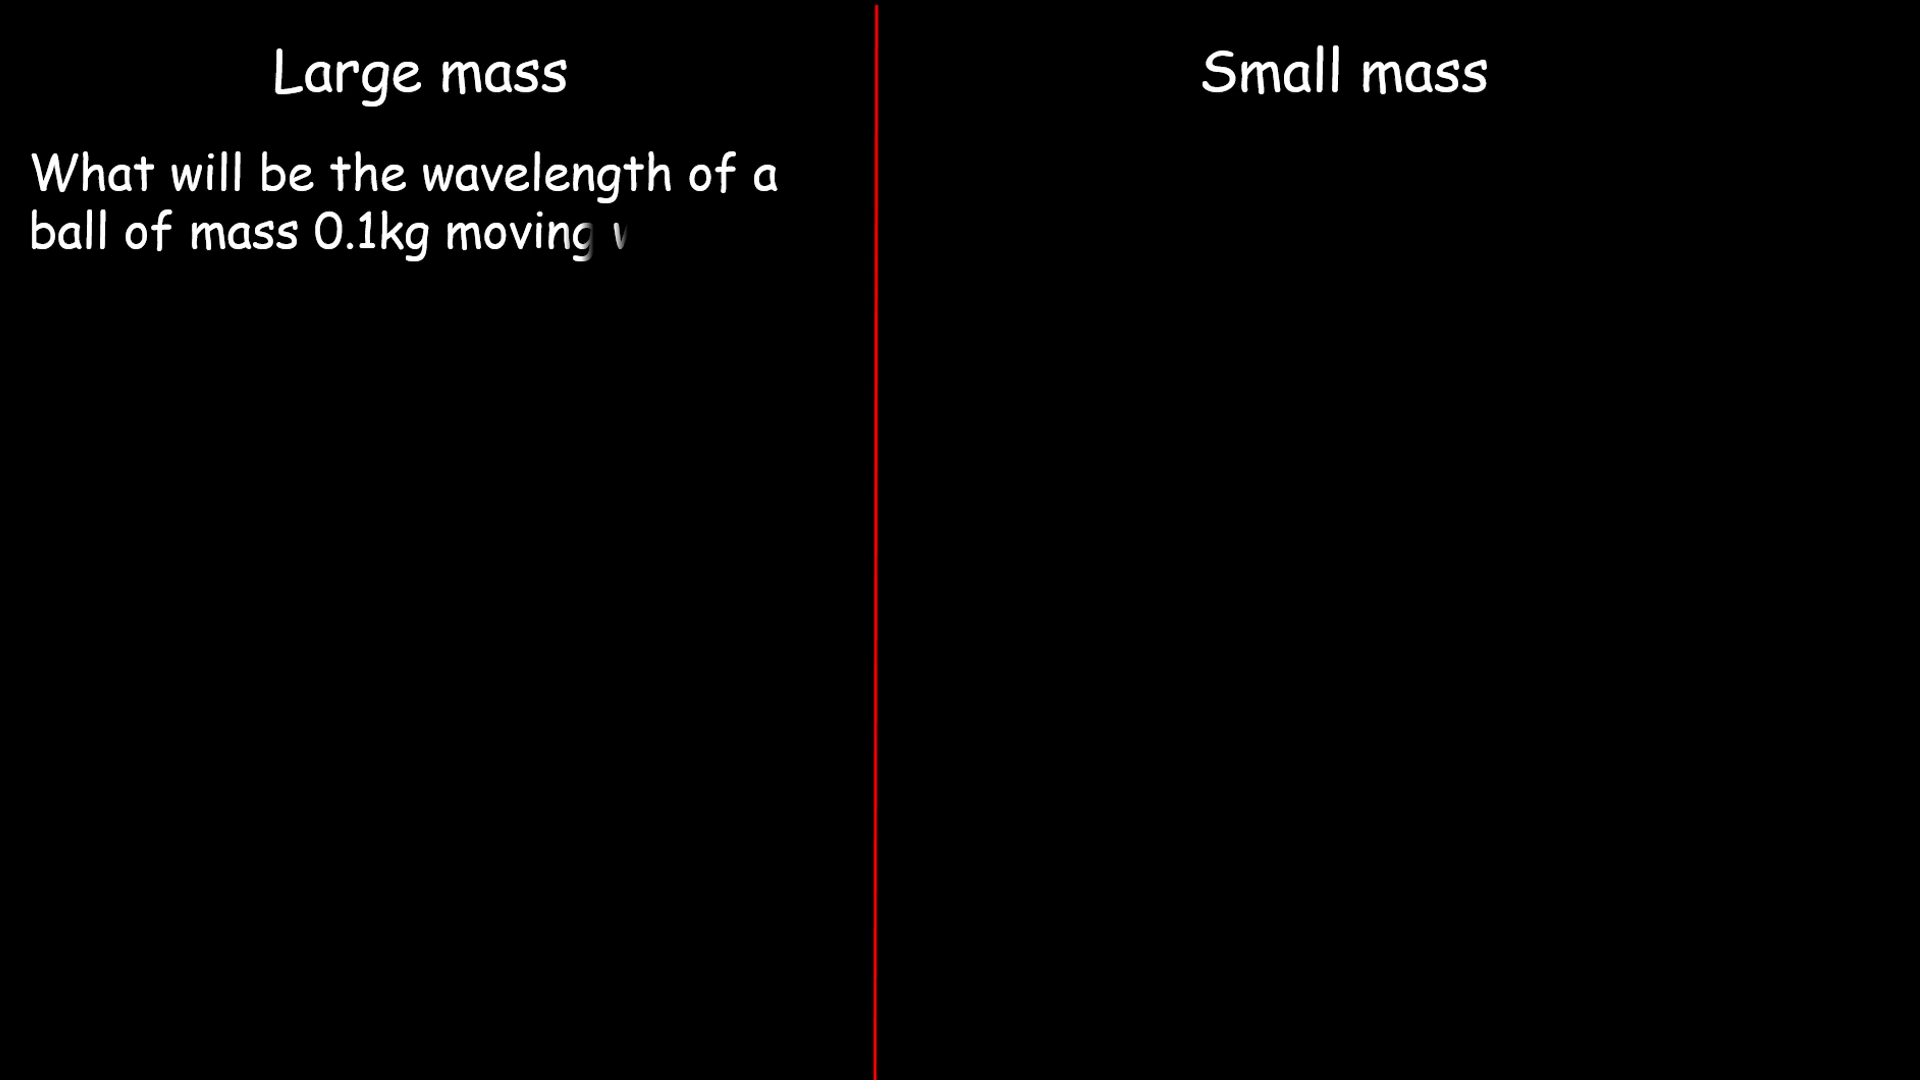 Large mass
What will be the wavelength of a
ball of mass 0.1kg moving
Small mass